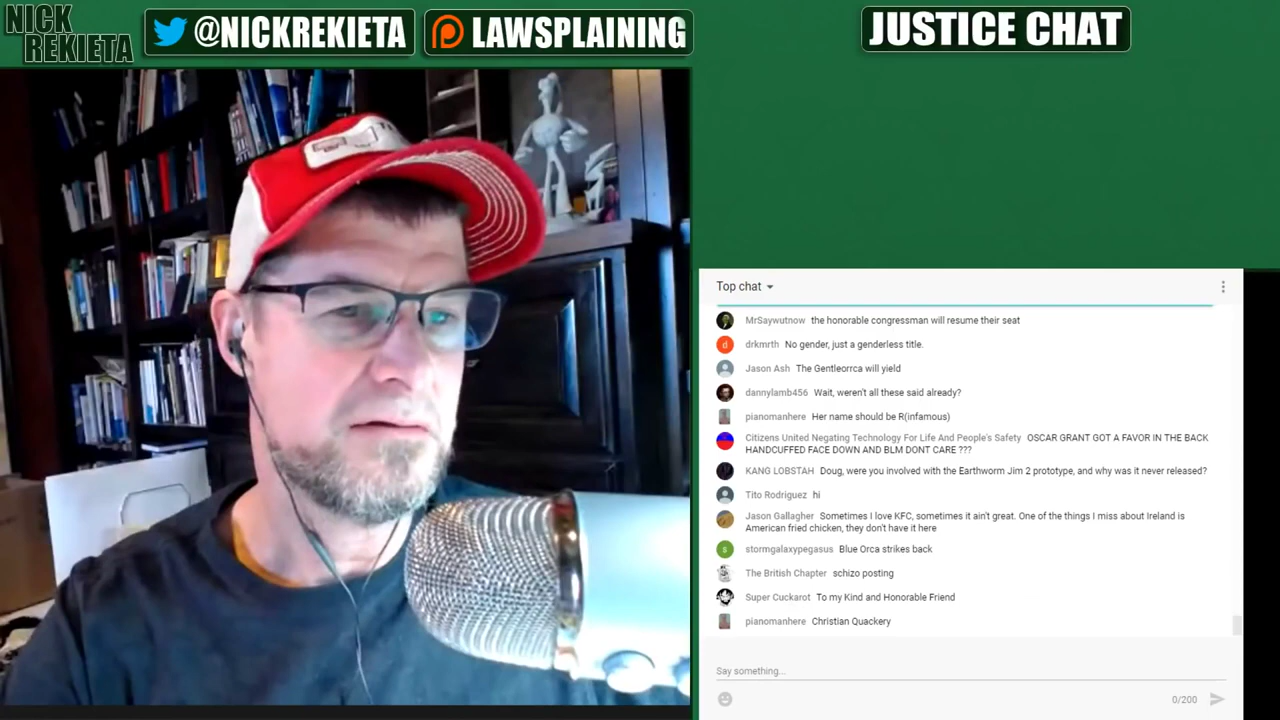 NICK
REKIETA
@NICKREKIETA
LAWSPLAINING
JUSTICE CHAT
Top chat
MrSaywutnow the honorable congressman will resume their seat
drkmrth No gender, just a genderless title.
Jason Ash The Gentleorrca will yield
dannylamb456 Wait, weren't all these said already?
pianomanhere Her name should be R(infamous)
Citizens United Negating Technology For Life And People's Safety OSCAR GRANT GOT A FAVOR IN THE BACK
HANDCUFFED FACE DOWN AND BLM DONT CARE ???
KANG LOBSTAH Doug, were you involved with the Earthworm Jim 2 prototype, and why was it never released?
Tito Rodriguez hi
Jason Gallagher Sometimes I love KFC, sometimes it ain't great. One of the things I miss about Ireland is
American fried chicken, they don't have it here
stormgalaxypegasus Blue Orca strikes back
The British Chapter schizo posting
Super Cuckarot To my Kind and Honorable Friend
pianomanhere Christian Quackery
Say something...
0/200